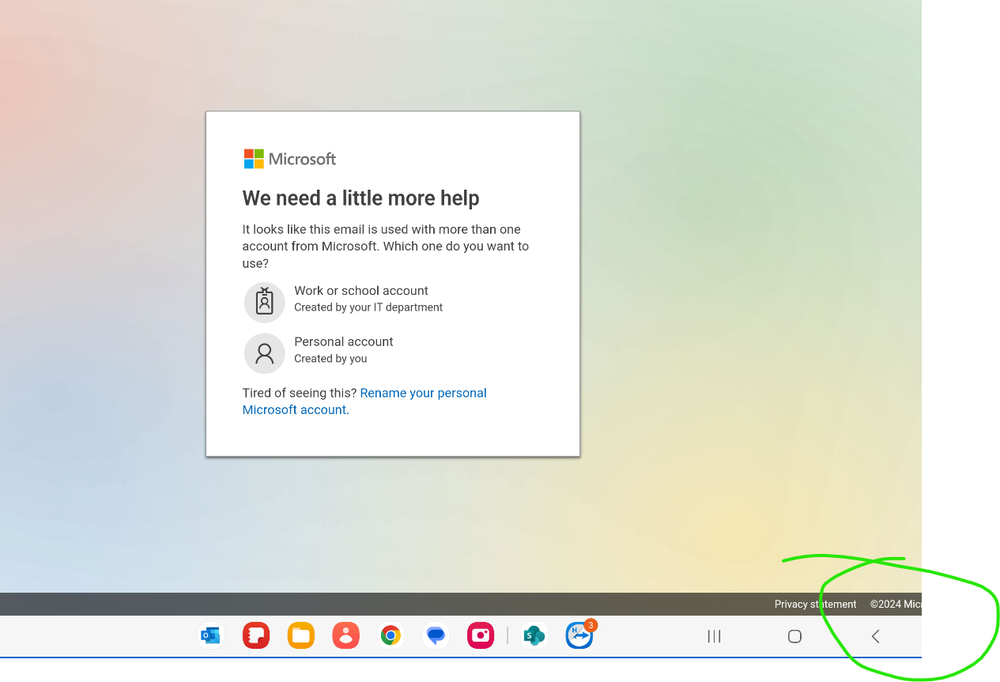 Microsoft
We need a little more help
It looks like this email is used with more than one
account from Microsoft. Which one do you want to
use?
Work or school account
Created by your IT department
Personal account
Created by you
Tired of seeing this? Rename your personal
Microsoft account.
Privacy statement ©2024 Micr
O S H 3